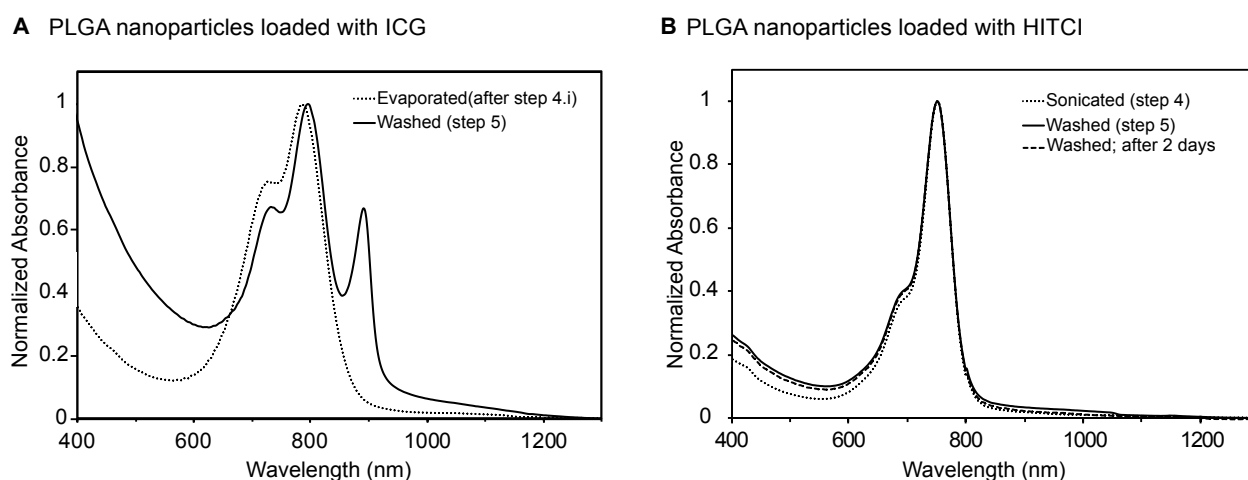 A PLGA nanoparticles loaded with ICG
Normalized Absorbance
1
0.8
0.6
0.4
0.2
0
Evaporated(after step 4.i)
Washed (step 5)
400
600
800
1000
1200
Wavelength (nm)
B PLGA nanoparticles loaded with HITCI
Normalized Absorbance
1
0.8
0.6
0.4
0.2
0
Sonicated (step 4)
Washed (step 5)
Washed; after 2 days
400
600
800
1000
1200
Wavelength (nm)